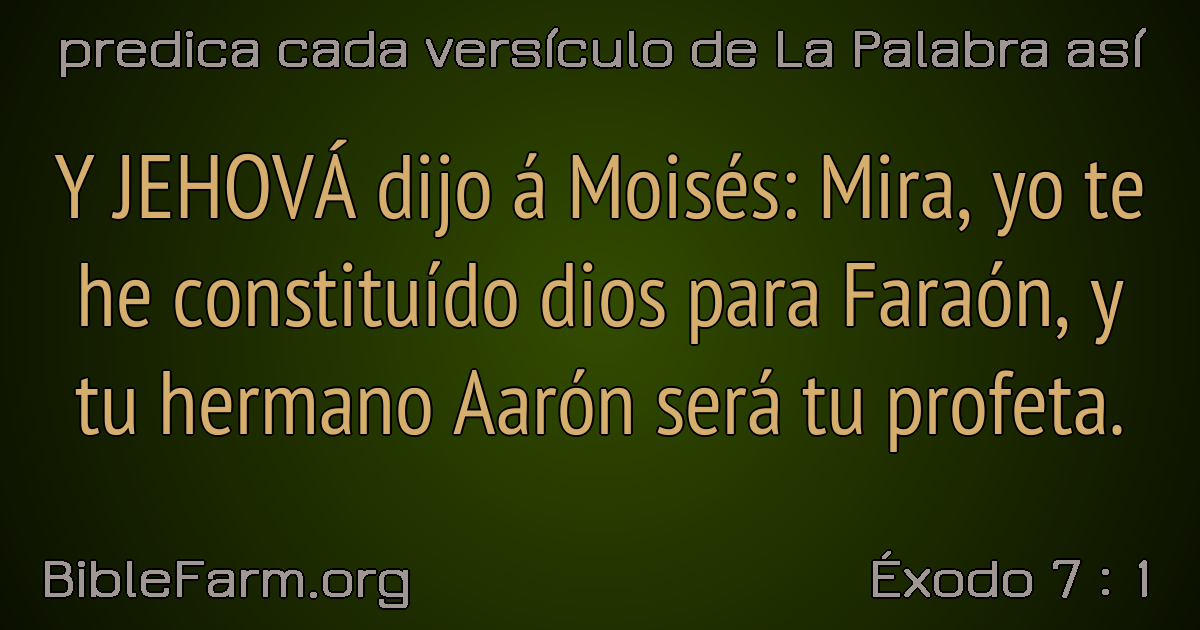 predica cada versículo de La Palabra así
Y JEHOVÁ dijo á Moisés: Mira, yo te
he constituído dios para Faraón, y
tu hermano Aarón será tu profeta.
BibleFarm.org
Éxodo 7 : 1